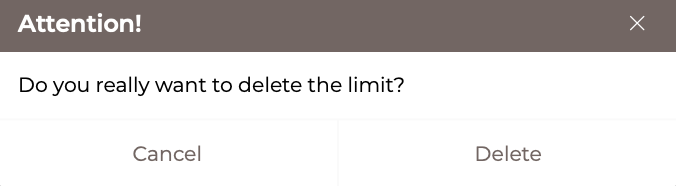 Attention!
Do you really want to delete the limit?
Cancel
Delete